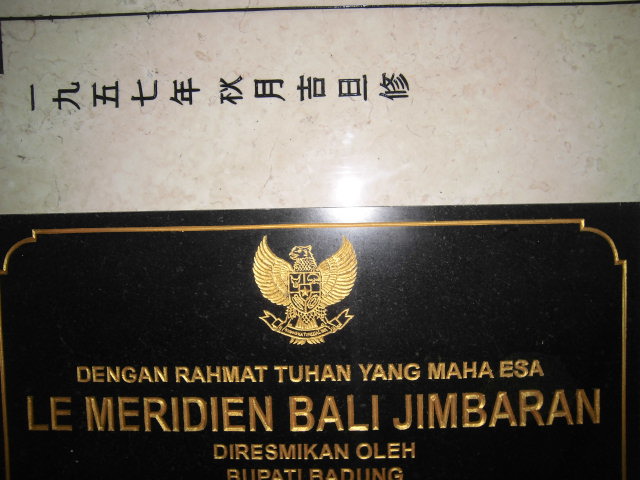 一九五七年 秋月吉旦修
DENGAN RAHMAT TUHAN YANG MAHA ESA
LE MERIDIEN BALI JIMBARAN
DIRESMIKAN OLEH
BUPATI BADUNG